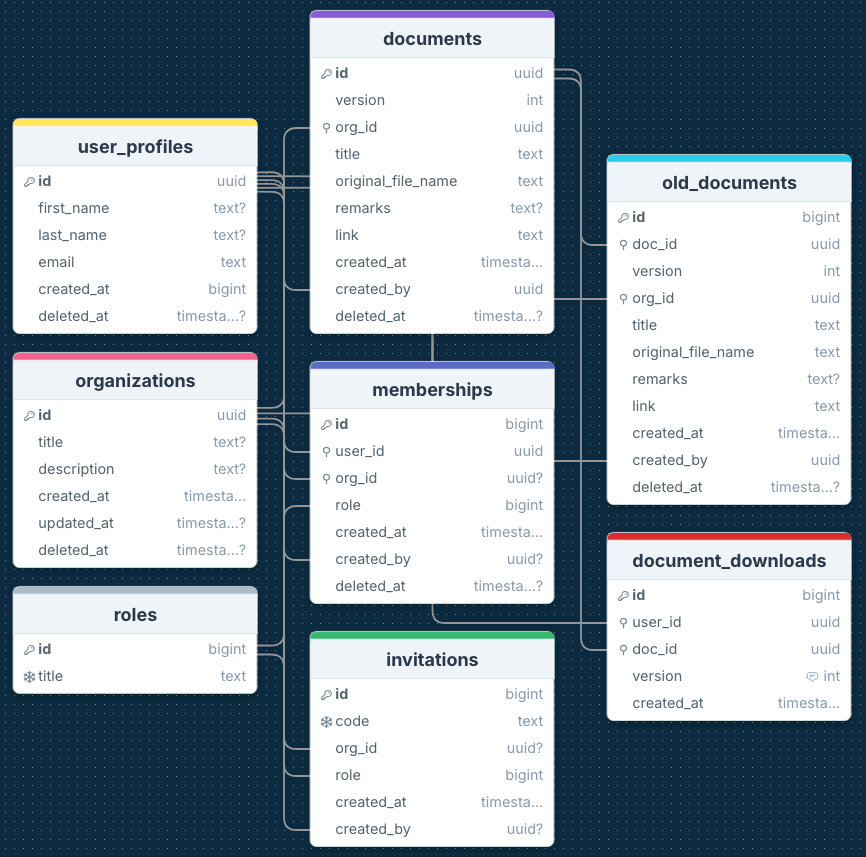 documents
id uuid
version int
org_id uuid
title text
original_file_name text
remarks text?
link text
created_at timesta...
created_by uuid
deleted_at timesta...?
user_profiles
id uuid
first_name text?
last_name text?
email text
created_at bigint
deleted_at timesta...?
old_documents
id bigint
doc_id uuid
version int
org_id uuid
title text
original_file_name text
remarks text?
link text
created_at timesta...
created_by uuid
deleted_at timesta...?
organizations
id uuid
title text?
description text?
created_at timesta...
updated_at timesta...?
deleted_at timesta...?
memberships
id bigint
user_id uuid
org_id uuid?
role bigint
created_at timesta...
created_by uuid?
deleted_at timesta...?
document_downloads
id bigint
user_id uuid
doc_id uuid
version int
created_at timesta...
roles
id bigint
title text
invitations
id bigint
code text
org_id uuid?
role bigint
created_at timesta...
created_by uuid?